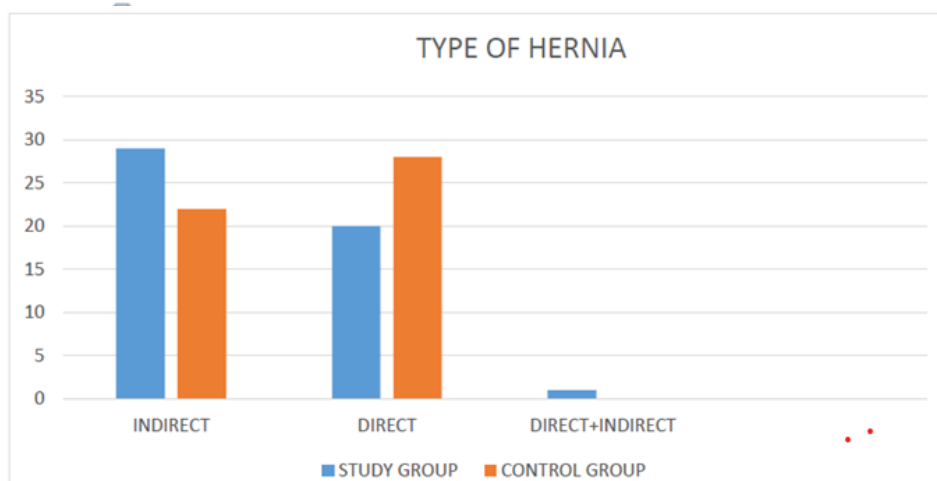 TYPE OF HERNIA
35
30
25
20
15
10
5
0
INDIRECT DIRECT DIRECT+INDIRECT
STUDY GROUP CONTROL GROUP